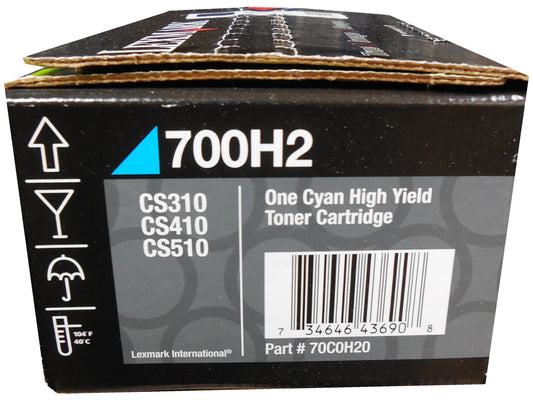 LEXMARK
700H2
CS310
CS410
CS510
One Cyan High Yield
Toner Cartridge
7 34646 43690 8
104°F
40°C
Lexmark International®
Part # 70C0H20